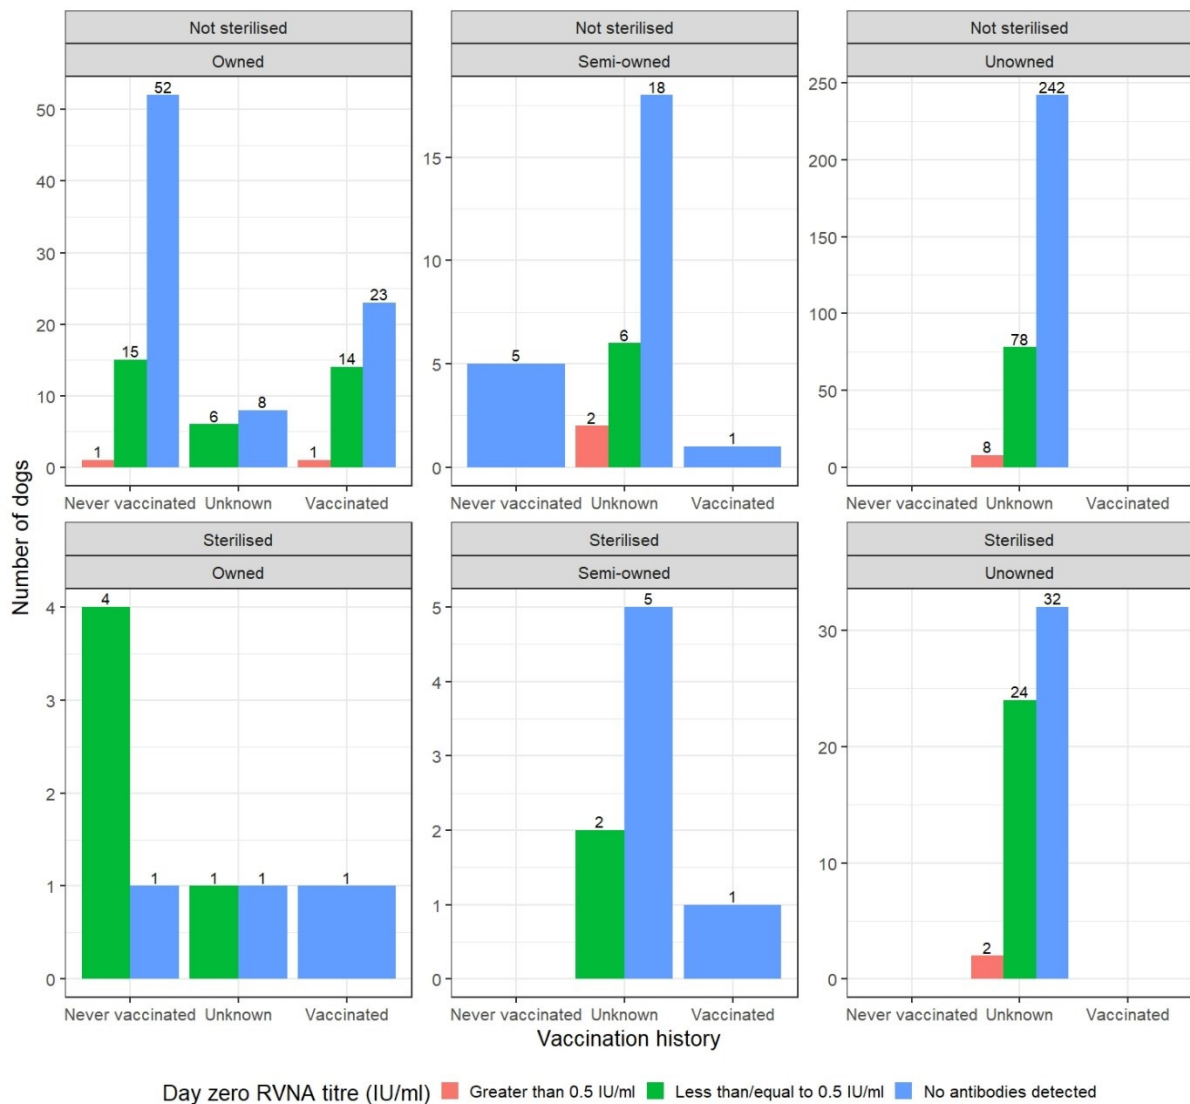 Not sterilised
Owned
Not sterilised
Semi-owned
Not sterilised
Unowned
50
40
30
20
10
0
52
15
1
6
8
1
14
23
Never vaccinated Unknown Vaccinated
15
10
5
0
5
2
6
18
1
Never vaccinated Unknown Vaccinated
250
200
150
100
50
0
8
78
242
Never vaccinated Unknown Vaccinated
Number of dogs
Sterilised
Owned
Sterilised
Semi-owned
Sterilised
Unowned
4
3
2
1
0
4
1
1
1
1
Never vaccinated Unknown Vaccinated
5
4
3
2
1
0
2
5
1
Never vaccinated Unknown Vaccinated
30
20
10
0
2
24
32
Never vaccinated Unknown Vaccinated
Vaccination history
Day zero RVNA titre (IU/ml) Greater than 0.5 IU/ml Less than/equal to 0.5 IU/ml No antibodies detected